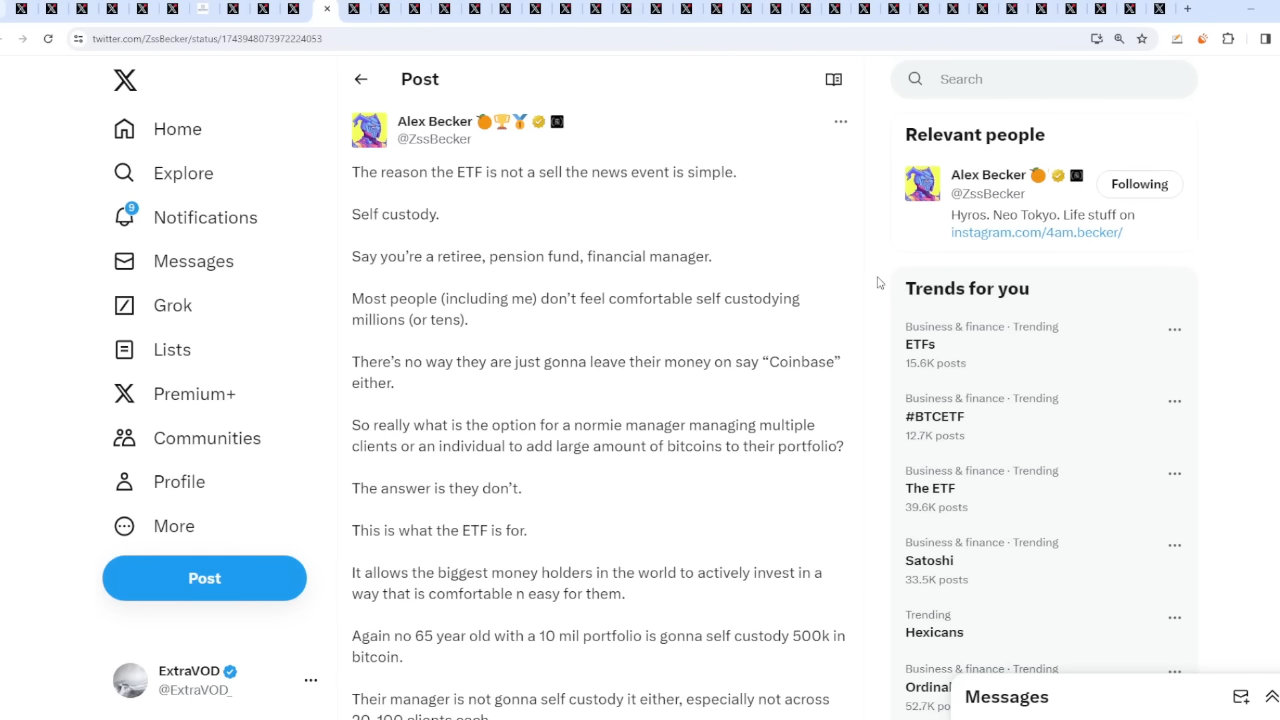 twitter.com/ZssBecker/status/1743948073972224053
Home
Explore
9
Notifications
Messages
Grok
Lists
Premium+
Communities
Profile
More
Post
ExtraVOD
@ExtraVOD_
Post
Alex Becker
@ZssBecker
The reason the ETF is not a sell the news event is simple.
Self custody.
Say you’re a retiree, pension fund, financial manager.
Most people (including me) don’t feel comfortable self custodying
millions (or tens).
There’s no way they are just gonna leave their money on say “Coinbase”
either.
So really what is the option for a normie manager managing multiple
clients or an individual to add large amount of bitcoins to their portfolio?
The answer is they don’t.
This is what the ETF is for.
It allows the biggest money holders in the world to actively invest in a
way that is comfortable n easy for them.
Again no 65 year old with a 10 mil portfolio is gonna self custody 500k in
bitcoin.
Their manager is not gonna self custody it either, especially not across
20-100 clients each
Search
Relevant people
Alex Becker
@ZssBecker
Following
Hyros. Neo Tokyo. Life stuff on
instagram.com/4am.becker/
Trends for you
Business & finance · Trending
ETFs
15.6K posts
Business & finance · Trending
#BTCETF
12.7K posts
Business & finance · Trending
The ETF
39.6K posts
Business & finance · Trending
Satoshi
33.5K posts
Trending
Hexicans
Business & finance · Trending
Ordinal
52.7K po
Messages